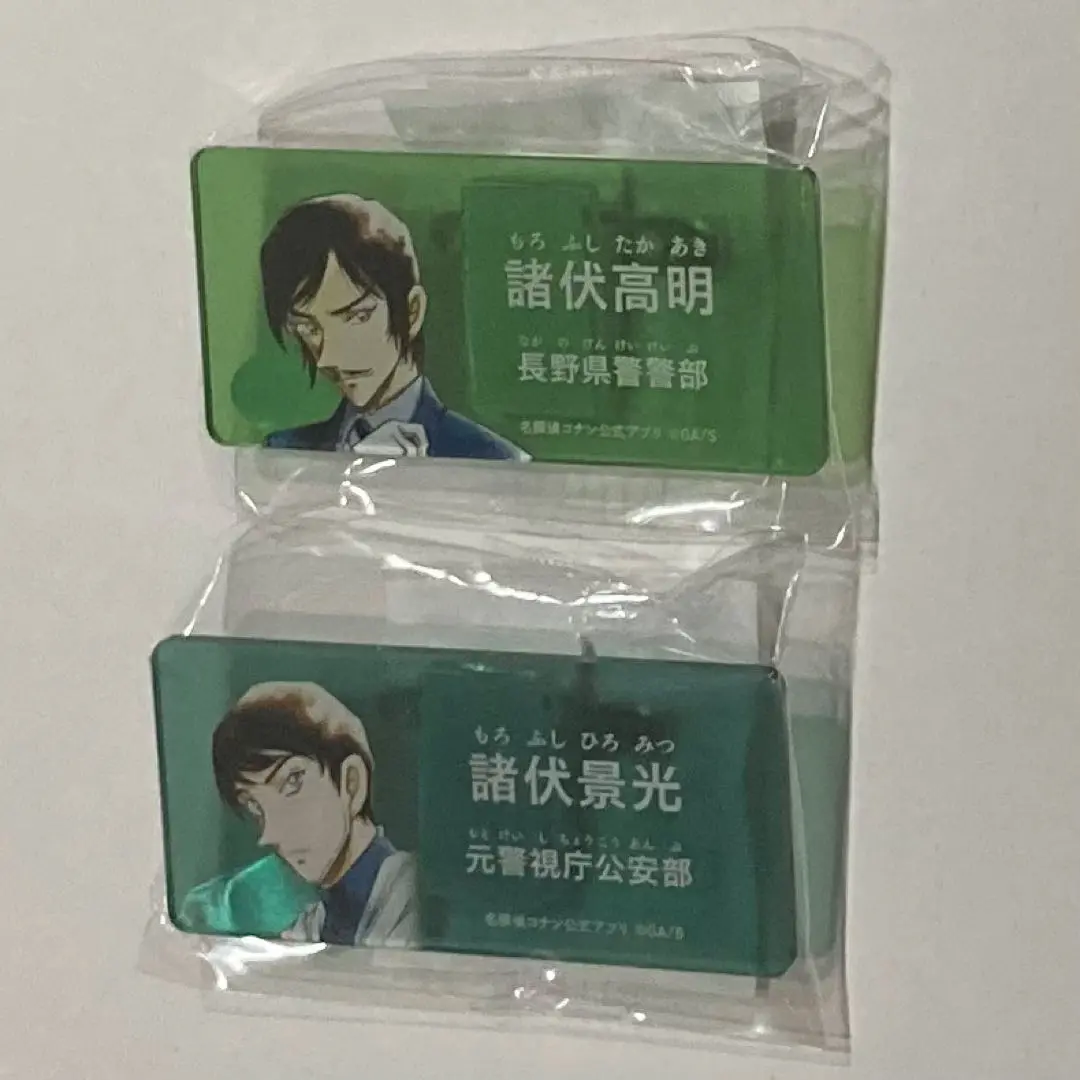 もろ ふし たか あき
諸伏高明
なが の けん けい けい ぶ
長野県警警部
名探偵コナン公式アプリ ©GA/S
もろ ふし ひろ みつ
諸伏景光
もと けい し ちょうこう あん ぶ
元警視庁公安部
名探偵コナン公式アプリ ©GA/S